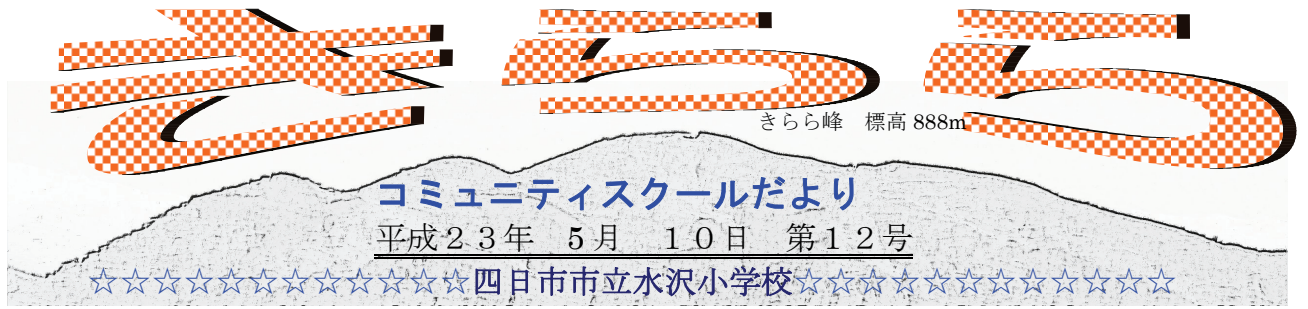 きらら
きらら峰　標高 888m
コミュニティスクールだより
平成２３年　5月　１０日　第１２号
☆☆☆☆☆☆☆☆☆☆☆☆四日市市立水沢小学校☆☆☆☆☆☆☆☆☆☆☆☆